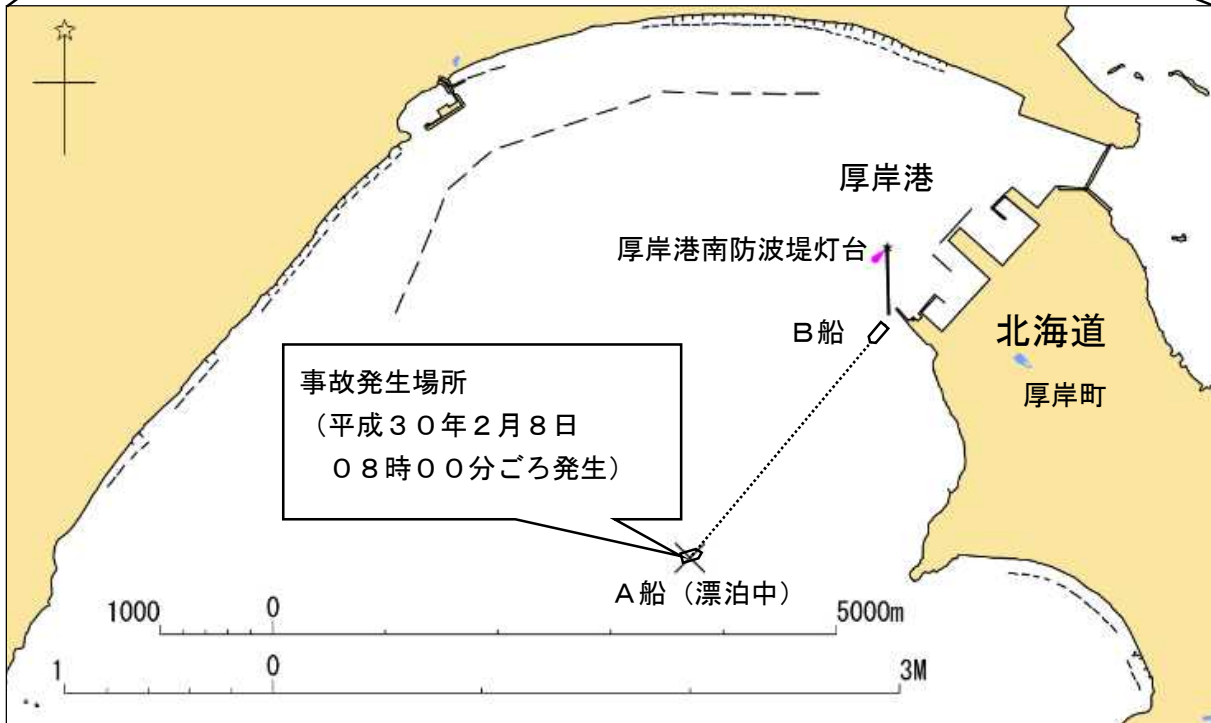 厚岸港
厚岸港南防波堤灯台
B船
北海道
厚岸町
事故発生場所
（平成３０年２月８日
０８時００分ごろ発生）
A船（漂泊中）
1000 0 5000m
1 0 3M